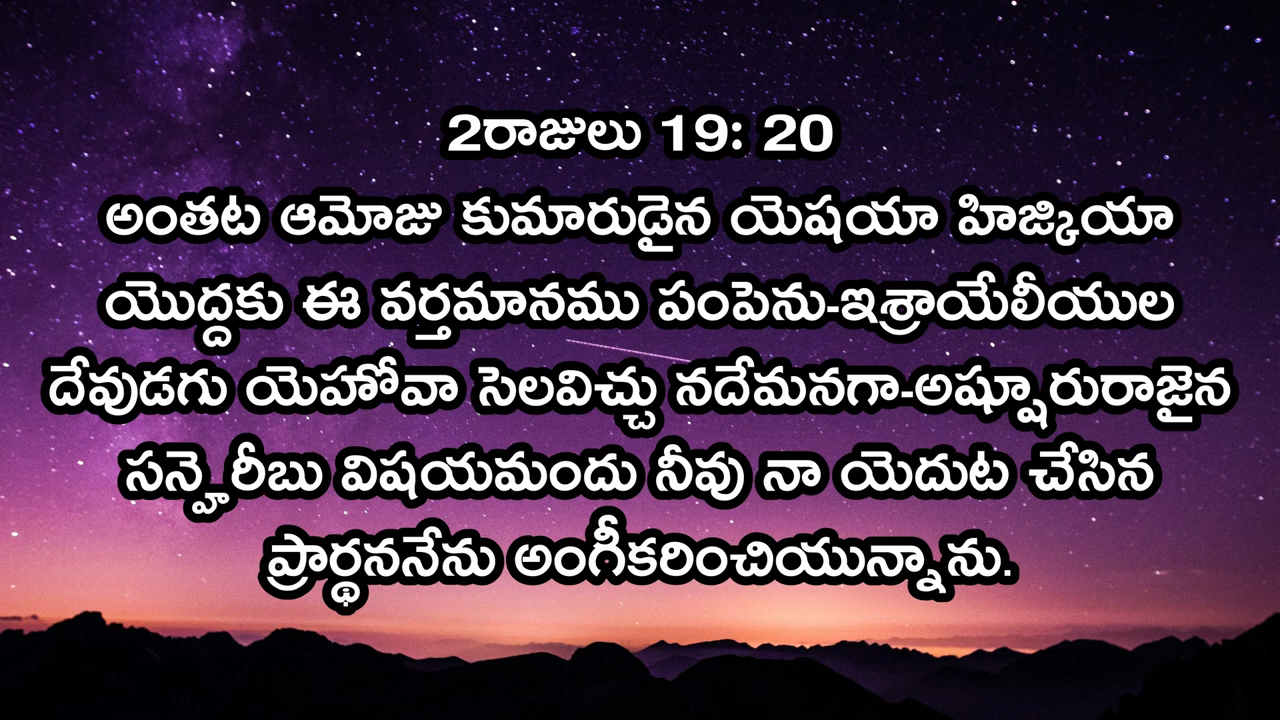 2రాజులు 19: 20
అంతట ఆమోజు కుమారుడైన యెషయా హిజ్కియా
యొద్దకు ఈ వర్తమానము పంపెను-ఇశ్రాయేలీయుల
దేవుడగు యెహోవా సెలవిచ్చు నదేమనగా-అష్షూరురాజైన
సన్హెరీబు విషయమందు నీవు నా యెదుట చేసిన
ప్రార్థననేను అంగీకరించియున్నాను.